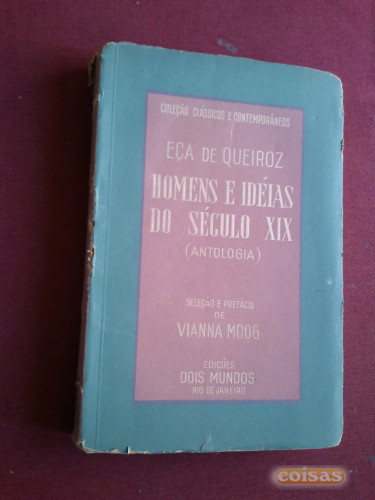 COLEÇÃO CLÁSSICOS E CONTEMPORÂNEOS
EÇA DE QUEIROZ
HOMENS E IDÉIAS
DO SÉCULO XIX
(ANTOLOGIA)
SELEÇÃO E PREFÁCIO
DE
VIANNA MOOG
EDIÇÕES
DOIS MUNDOS
RIO DE JANEIRO
coisas